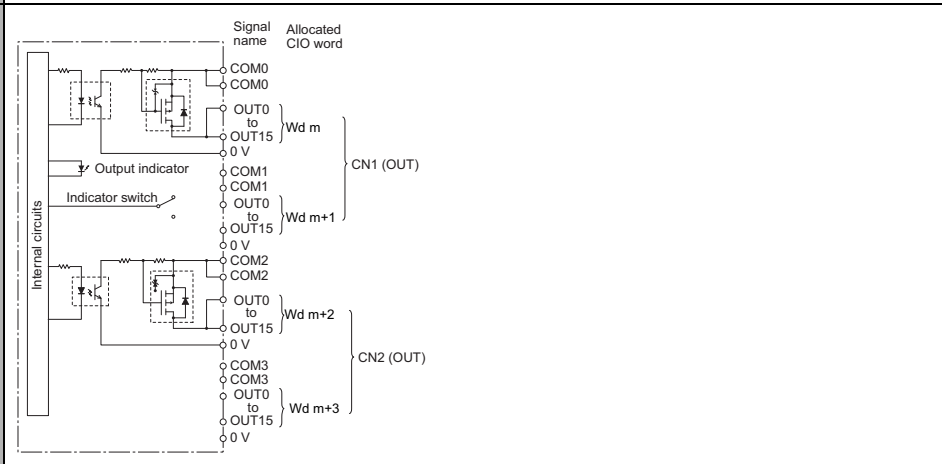 Signal name
Allocated CIO word
COM0
COM0
OUT0
to
OUT15
Wd m
0 V
CN1 (OUT)
Output indicator
COM1
COM1
Indicator switch
OUT0
to
OUT15
Wd m+1
0 V
Internal circuits
COM2
COM2
OUT0
to
OUT15
Wd m+2
0 V
CN2 (OUT)
COM3
COM3
OUT0
to
OUT15
Wd m+3
0 V